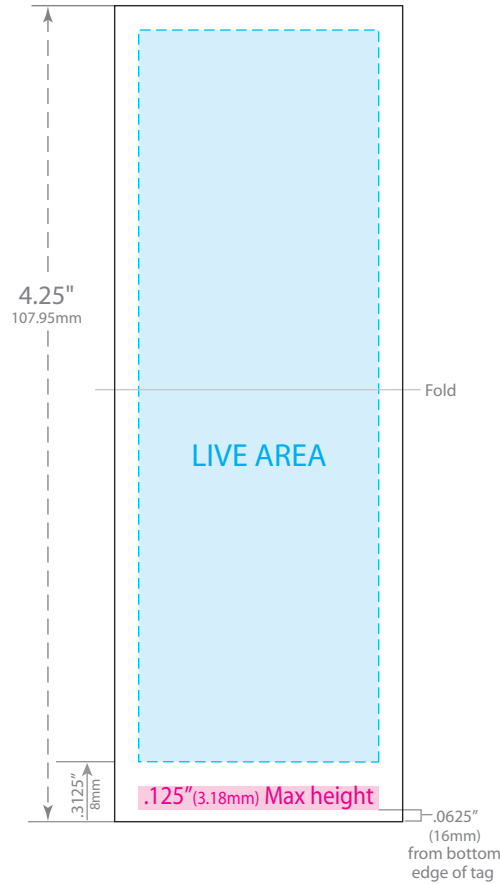 4.25"
107.95mm
Fold
LIVE AREA
.3125”
8mm
.125”(3.18mm) Max height
.0625”
(16mm)
from bottom
edge of tag